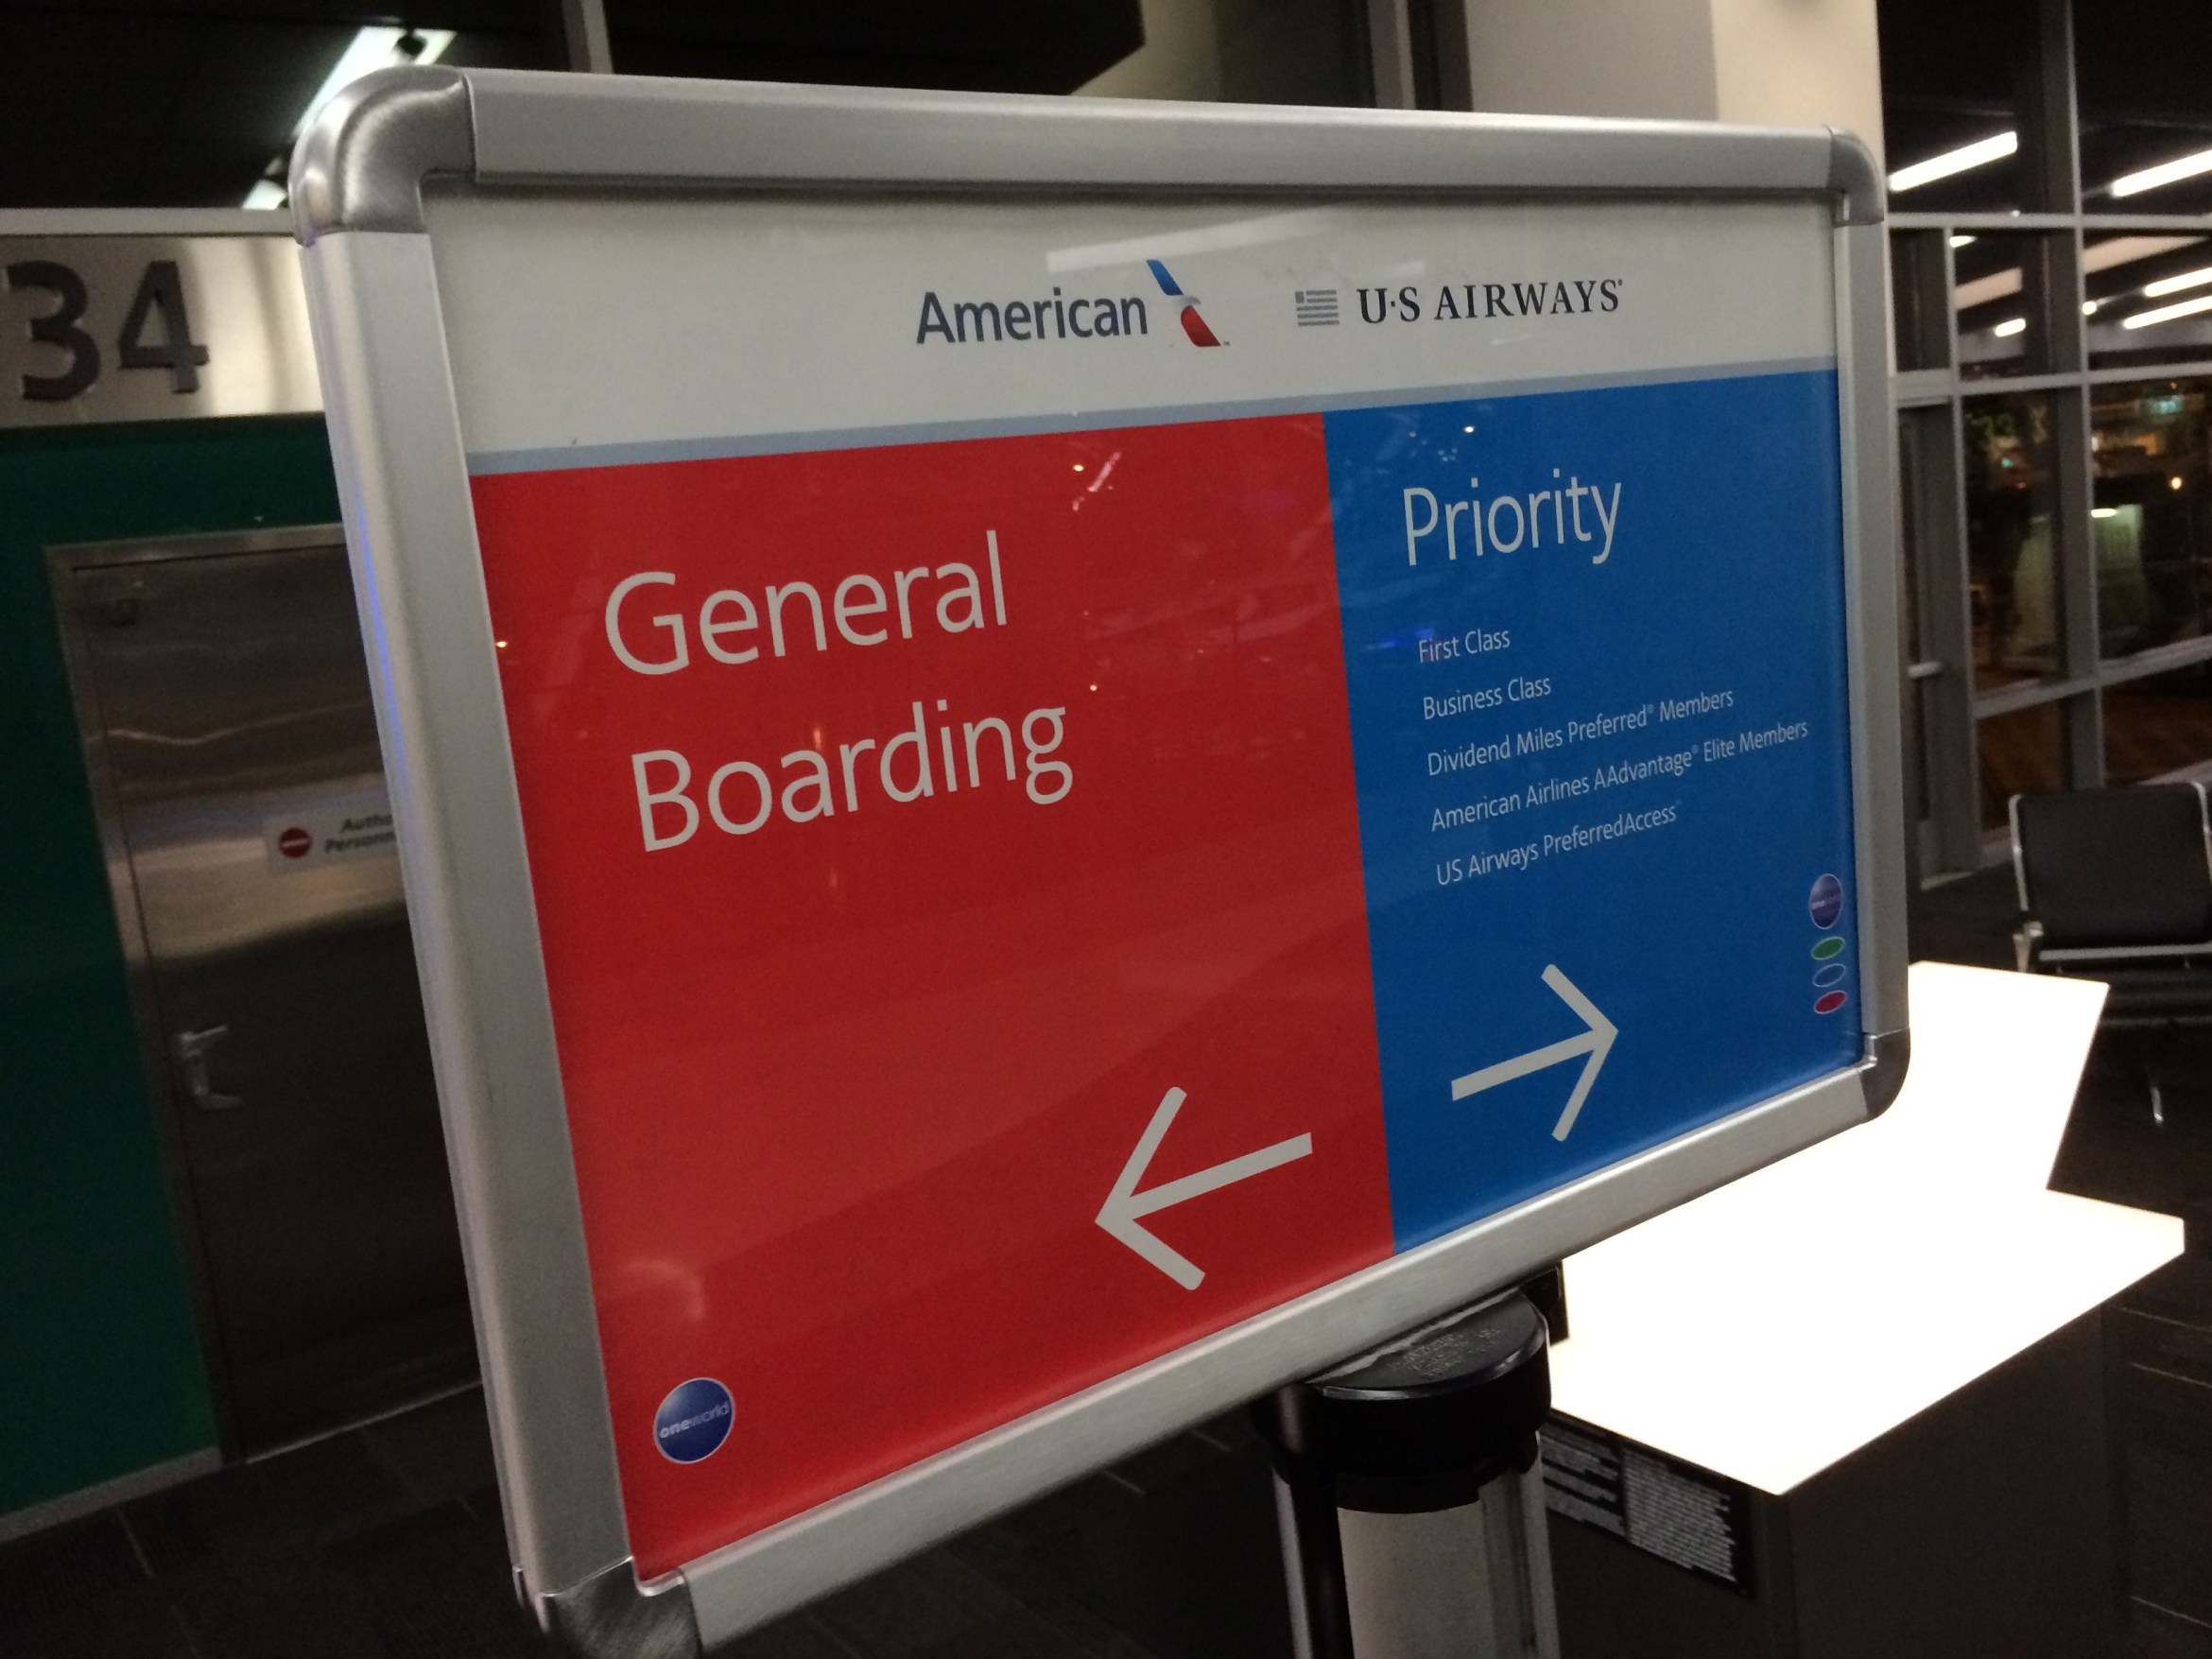 34
American
U·S AIRWAYS®
General
Boarding
Priority
First Class
Business Class
Dividend Miles Preferred® Members
American Airlines AAdvantage® Elite Members
US Airways PreferredAccess
oneworld
oneworld